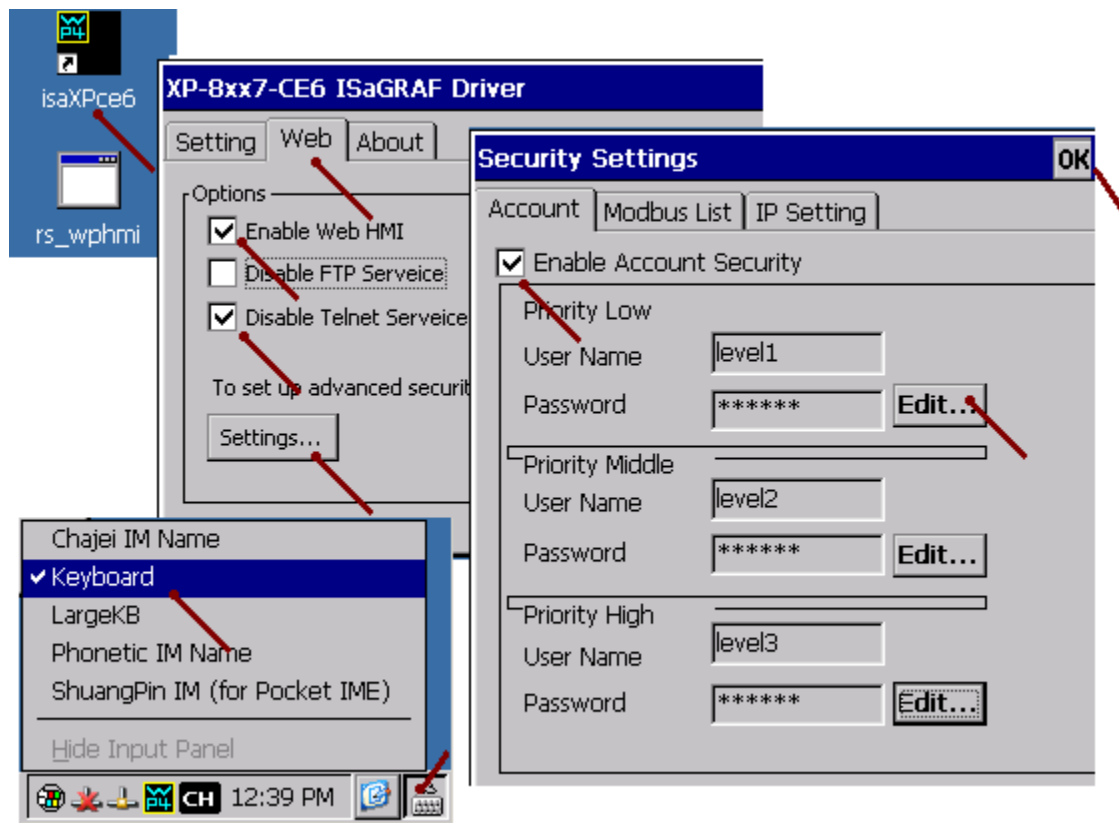 isaXPce6
rs_wphmi
XP-8xx7-CE6 ISaGRAF Driver
Setting Web About
Options
Enable Web HMI
Disable FTP Serveice
Disable Telnet Serveice
To set up advanced securit
Settings...
Security Settings OK
Account Modbus List IP Setting
Enable Account Security
Priority Low
User Name level1
Password ****** Edit...
Priority Middle
User Name level2
Password ****** Edit...
Priority High
User Name level3
Password ****** Edit...
Chajei IM Name
Keyboard
LargeKB
Phonetic IM Name
ShuangPin IM (for Pocket IME)
Hide Input Panel
CH 12:39 PM